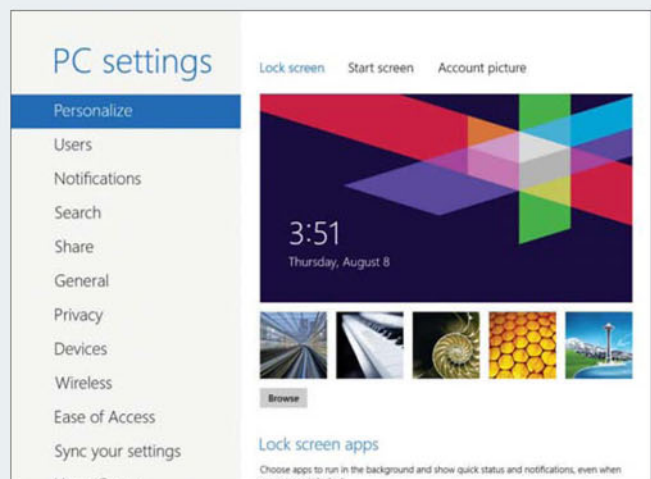 PC settings
Personalize
Users
Notifications
Search
Share
General
Privacy
Devices
Wireless
Ease of Access
Sync your settings
Lock screen Start screen Account picture
3:51
Thursday, August 8
Browse
Lock screen apps
Choose apps to run in the background and show quick status and notifications, even when